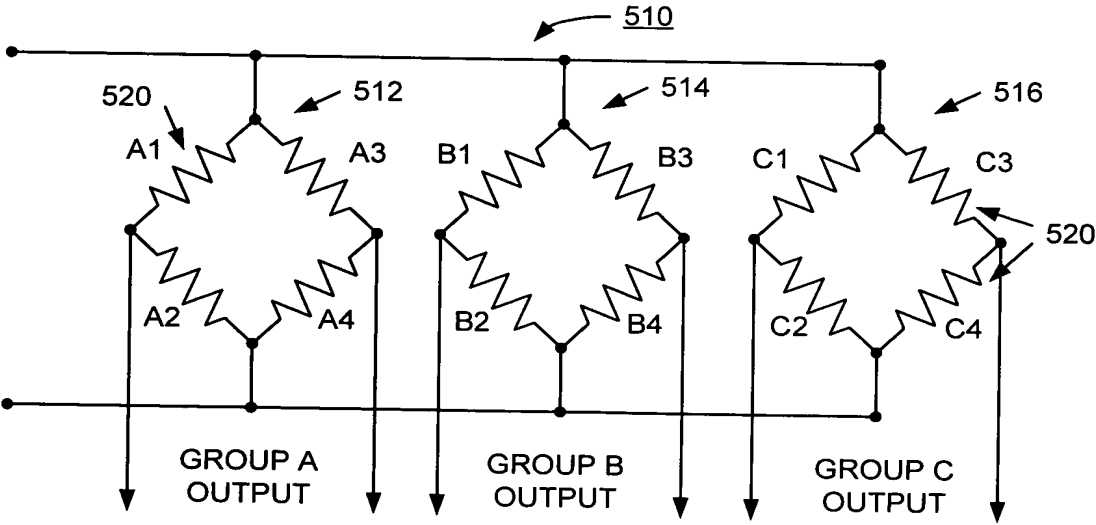 510
520
512
514
516
A1
A3
B1
B3
C1
C3
520
A2
A4
B2
B4
C2
C4
GROUP A
OUTPUT
GROUP B
OUTPUT
GROUP C
OUTPUT